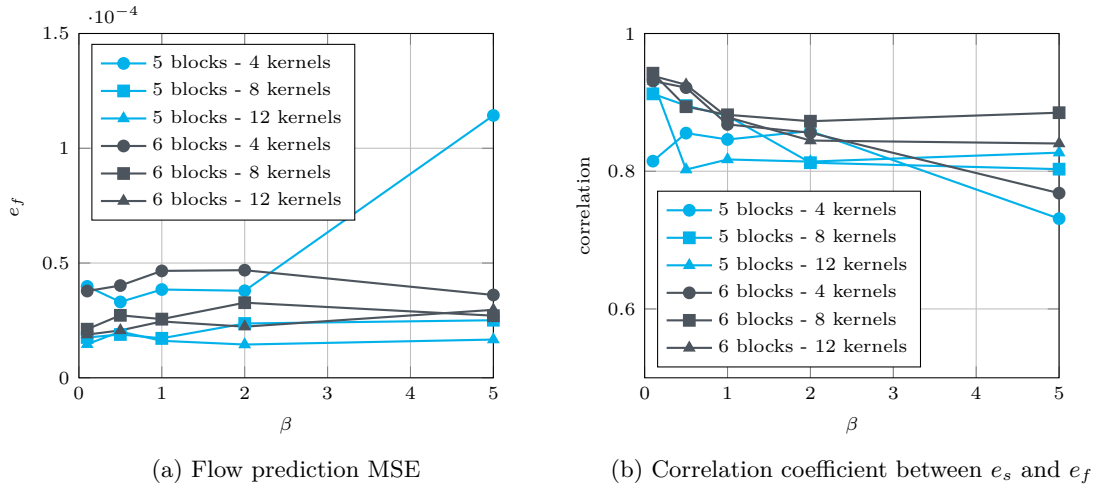 ·10⁻⁴
1.5
1
0.5
0
e_f
5 blocks - 4 kernels
5 blocks - 8 kernels
5 blocks - 12 kernels
6 blocks - 4 kernels
6 blocks - 8 kernels
6 blocks - 12 kernels
0 1 2 3 4 5
β
(a) Flow prediction MSE
1
0.8
0.6
correlation
5 blocks - 4 kernels
5 blocks - 8 kernels
5 blocks - 12 kernels
6 blocks - 4 kernels
6 blocks - 8 kernels
6 blocks - 12 kernels
0 1 2 3 4 5
β
(b) Correlation coefficient between e_s and e_f